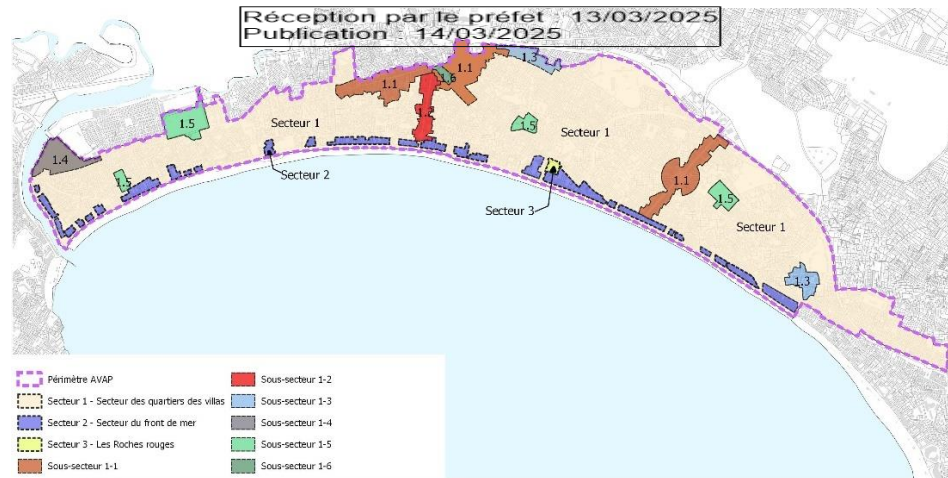 Réception par le préfet : 13/03/2025
Publication : 14/03/2025
1.3
1.1
1.1
1.6
1.5
Secteur 1
Secteur 1
1.5
1.4
1.5
Secteur 2
1.1
Secteur 3
1.5
Secteur 1
1.3
Périmètre AVAP
Secteur 1 - Secteur des quartiers des villas
Secteur 2 - Secteur du front de mer
Secteur 3 - Les Roches rouges
Sous-secteur 1-1
Sous-secteur 1-2
Sous-secteur 1-3
Sous-secteur 1-4
Sous-secteur 1-5
Sous-secteur 1-6